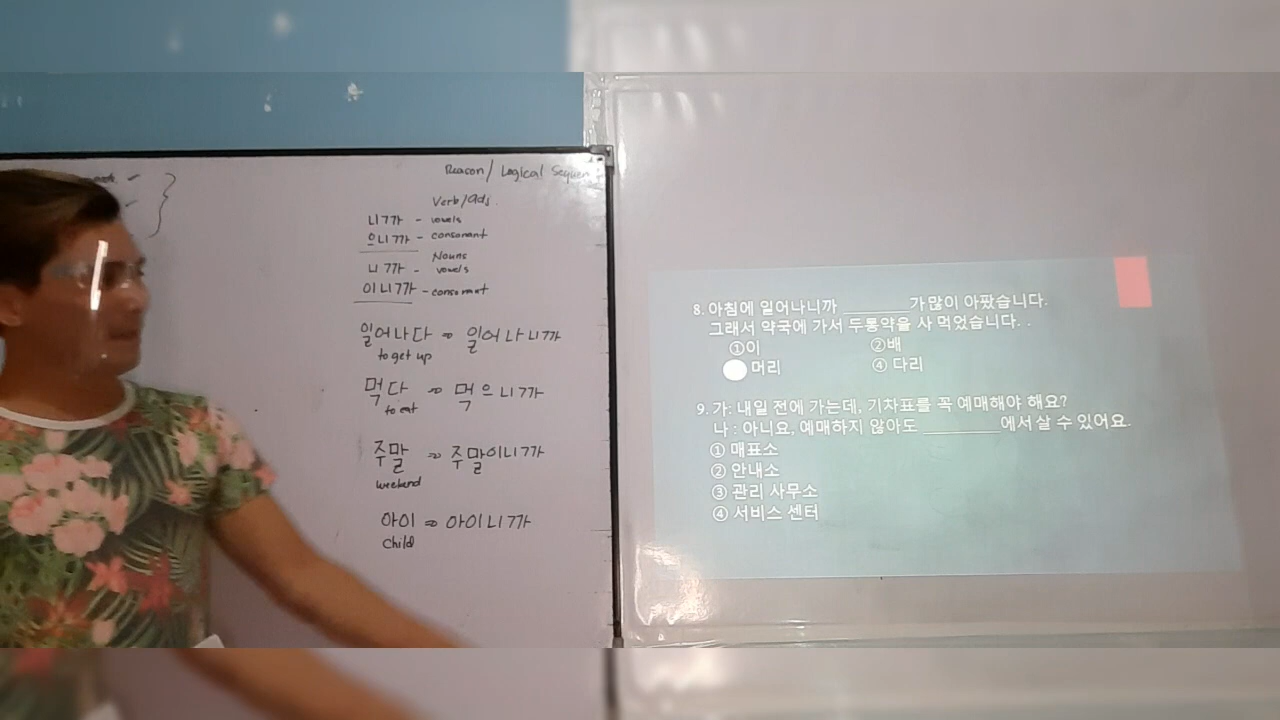 Reason / Logical Sequen
Verb/adj.
니까 - vowels
으니까 - consonant
Nouns
니까 - vowels
이니까 - consonant
일어나다 ⇒ 일어나니까
to get up
먹다 ⇒ 먹으니까
to eat
주말 ⇒ 주말이니까
weekend
아이 ⇒ 아이니까
child
8. 아침에 일어나니까 ________ 가 많이 아팠습니다.
그래서 약국에 가서 두통약을 사 먹었습니다. .
①이 ②배
머리 ④ 다리
9. 가: 내일 전에 가는데, 기차표를 꼭 예매해야 해요?
나 : 아니요, 예매하지 않아도 _________ 에서 살 수 있어요.
① 매표소
② 안내소
③ 관리 사무소
④ 서비스 센터